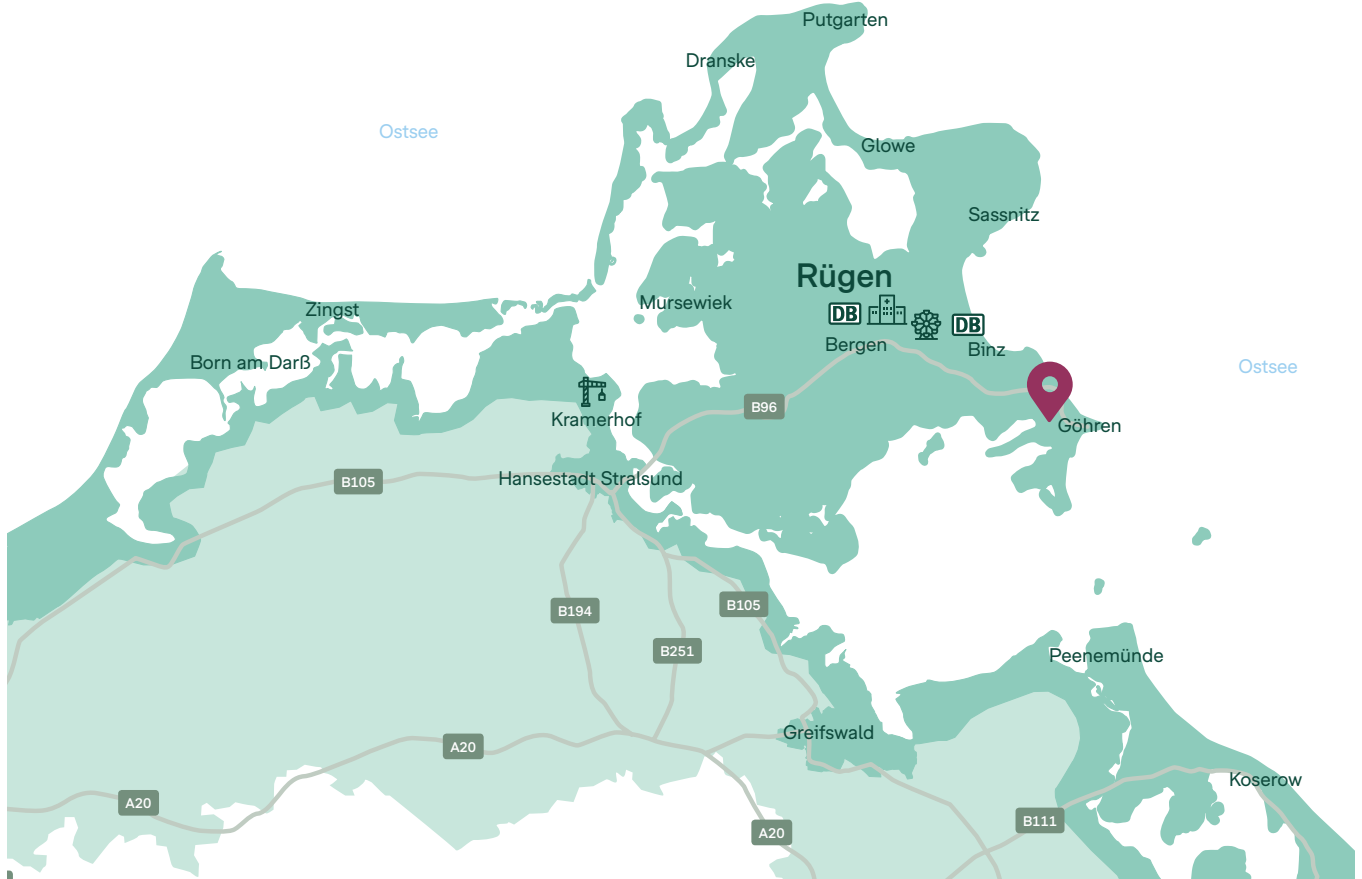 Putgarten
Dranske
Ostsee
Glowe
Sassnitz
Rügen
Zingst
Mursewiek
DB
DB
Bergen
Binz
Born am Darß
Ostsee
B96
Kramerhof
Göhren
Hansestadt Stralsund
B105
B194
B105
B251
Peenemünde
Greifswald
A20
Koserow
A20
B111
A20